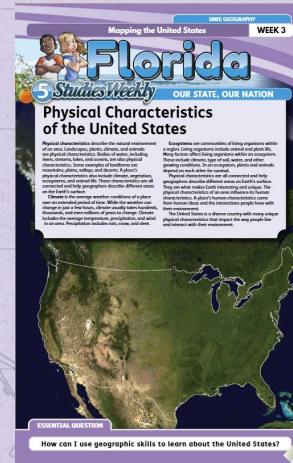 UNIT: GEOGRAPHY
Mapping the United States
WEEK 3
Florida
5 Studies Weekly
OUR STATE, OUR NATION
Physical Characteristics
of the United States
Physical characteristics describe the natural environment
of an area. Landscapes, plants, climate, and animals
are physical characteristics. Bodies of water, including
rivers, streams, lakes, and oceans, are also physical
characteristics. Some examples of landforms are
mountains, plains, valleys, and deserts. A place's
physical characteristics also include climate, vegetation,
ecosystems, and animal life. These characteristics are all
connected and help geographers describe different areas
on the Earth's surface.
Climate is the average weather conditions of a place
over an extended period of time. While the weather can
change in just a few hours, climate usually takes hundreds,
thousands, and even millions of years to change. Climate
includes the average temperature, precipitation, and wind
in an area. Precipitation includes rain, snow, and sleet.
Ecosystems are communities of living organisms within
a region. Living organisms include animal and plant life.
Many factors affect living organisms within an ecosystem.
These include climate, type of soil, water, and other
growing conditions. In an ecosystem, plants and animals
depend on each other for survival.
Physical characteristics are all connected and help
geographers describe different areas on Earth's surface.
They are what makes Earth interesting and unique. The
physical characteristics of an area influence its human
characteristics. A place's human characteristics come
from human ideas and the interactions people have with
their environment.
The United States is a diverse country with many unique
physical characteristics that impact the way people live
and interact with their environment.
ESSENTIAL QUESTION
How can I use geographic skills to learn about the United States?